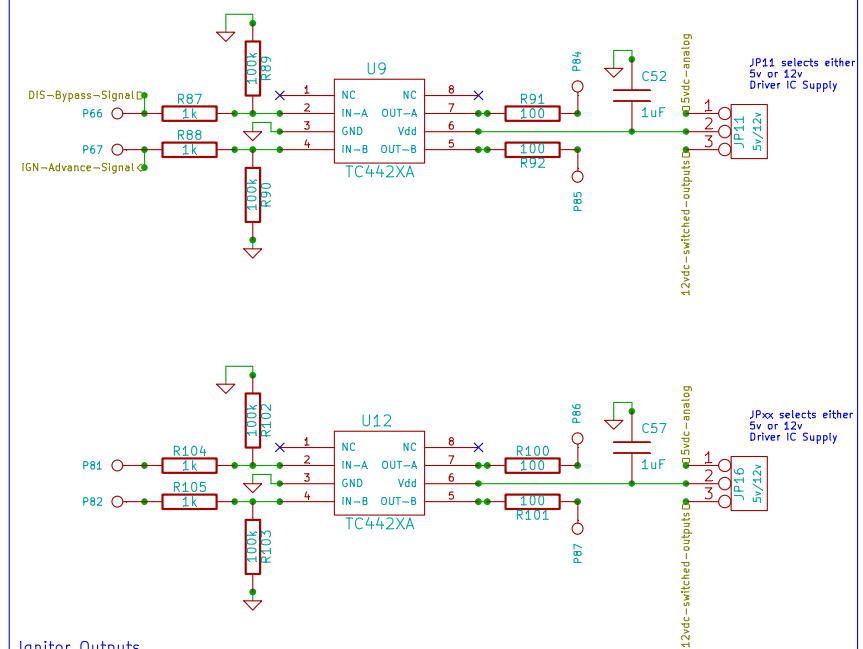 JP11 selects either
5v or 12v
Driver IC Supply
5vdc-analog
P84
C52
1uF
U9
100k
R89
DIS-Bypass-Signal
P66
R87
1k
1
NC
NC
8
2
IN-A
OUT-A
7
R91
100
3
GND
Vdd
6
P67
R88
1k
4
IN-B
OUT-B
5
100
R92
TC442XA
IGN-Advance-Signal
100k
R90
P85
1
2
3
JP11
5v/12v
12vdc-switched-outputs
JPxx selects either
5v or 12v
Driver IC Supply
5vdc-analog
P86
C57
1uF
U12
100k
R102
P81
R104
1k
1
NC
NC
8
2
IN-A
OUT-A
7
R100
100
3
GND
Vdd
6
P82
R105
1k
4
IN-B
OUT-B
5
100
R101
TC442XA
100k
R103
P87
1
2
3
JP16
5v/12v
12vdc-switched-outputs
Ignitor Outputs